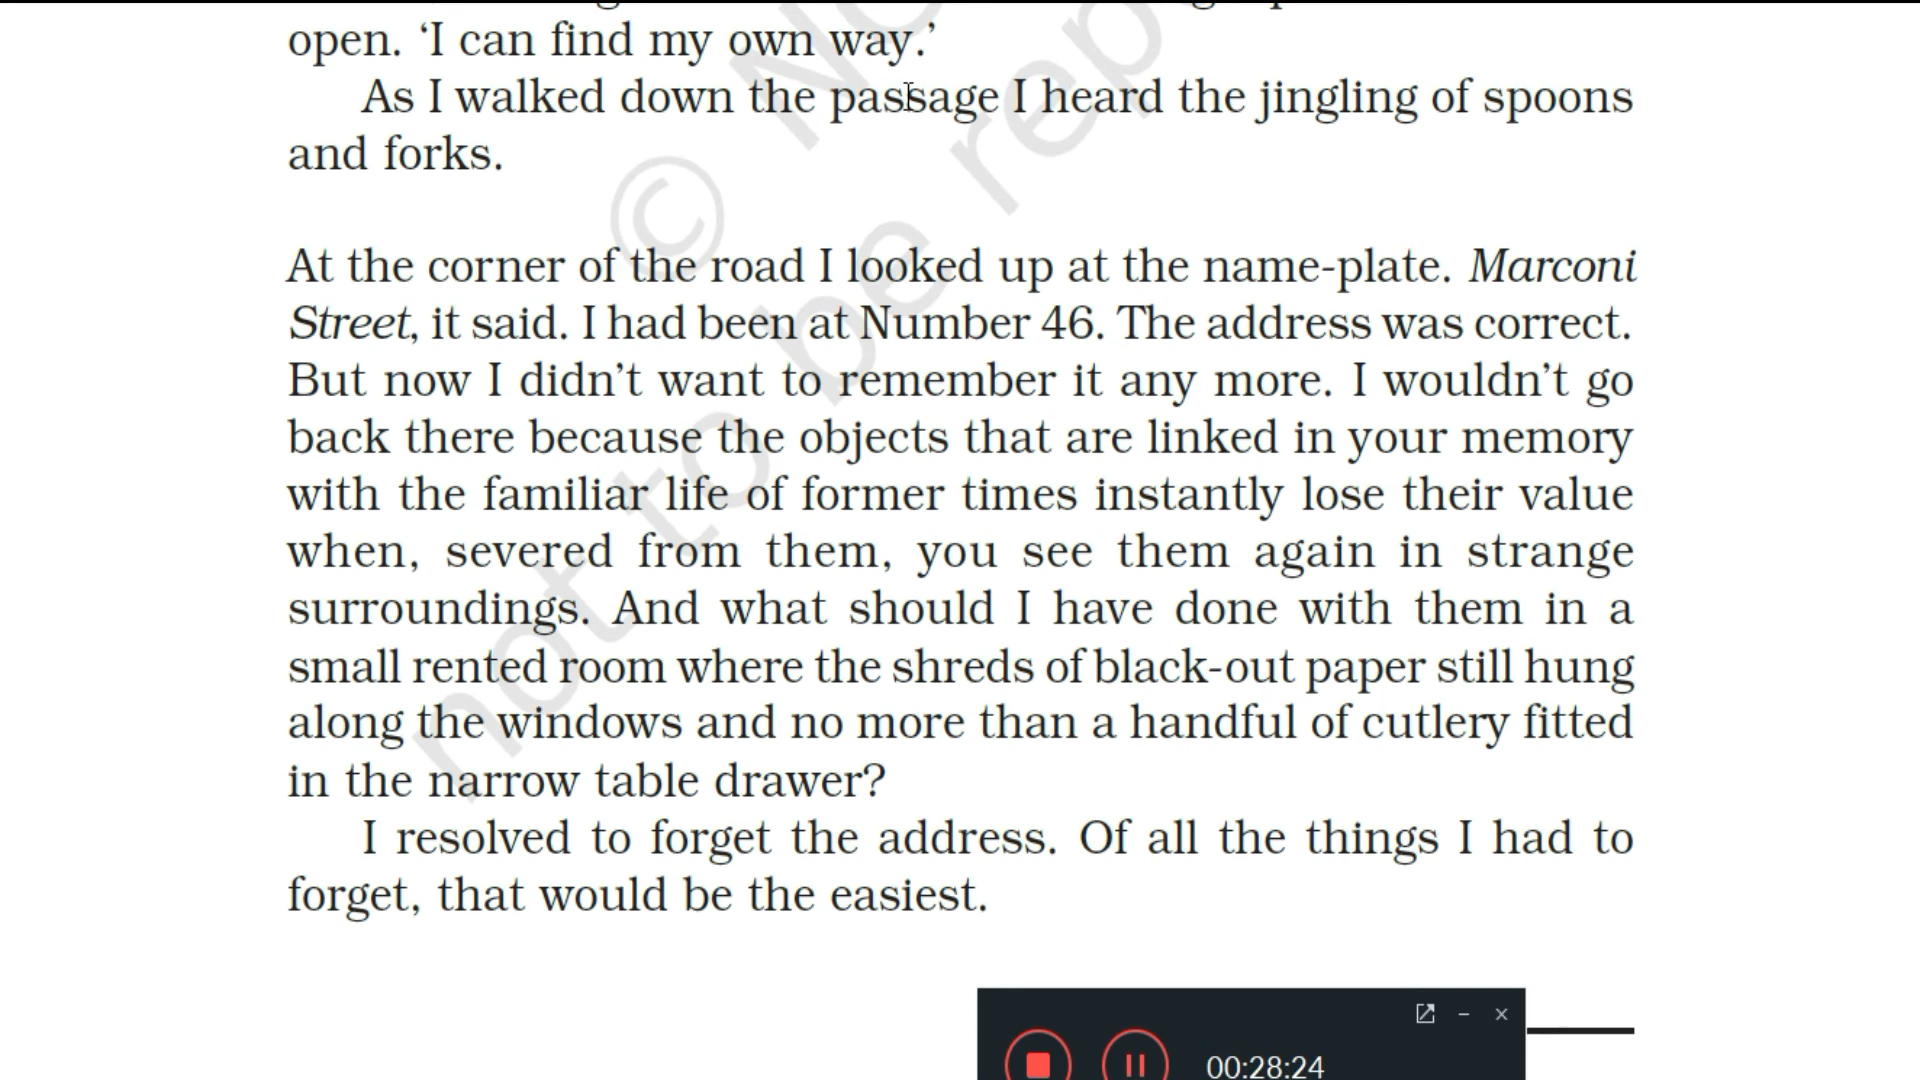 open. ‘I can find my own way.’
As I walked down the passage I heard the jingling of spoons
and forks.
At the corner of the road I looked up at the name-plate. Marconi
Street, it said. I had been at Number 46. The address was correct.
But now I didn’t want to remember it any more. I wouldn’t go
back there because the objects that are linked in your memory
with the familiar life of former times instantly lose their value
when, severed from them, you see them again in strange
surroundings. And what should I have done with them in a
small rented room where the shreds of black-out paper still hung
along the windows and no more than a handful of cutlery fitted
in the narrow table drawer?
I resolved to forget the address. Of all the things I had to
forget, that would be the easiest.
©
not to be
00:28:24